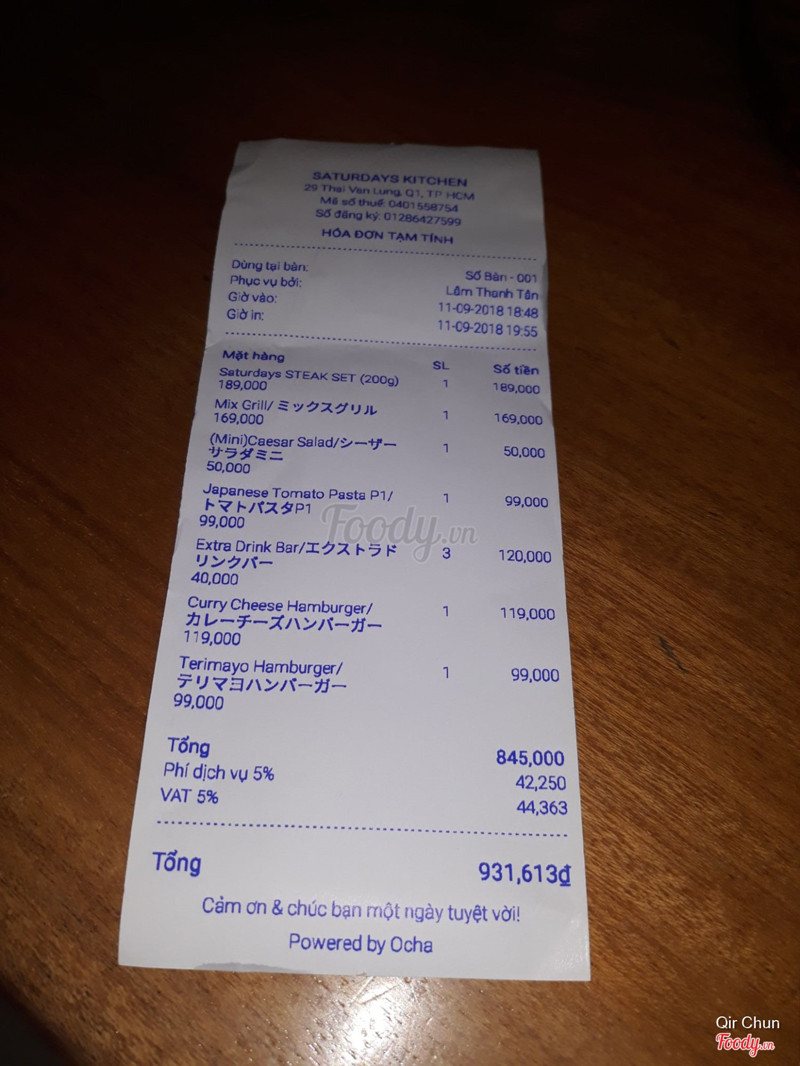 SATURDAYS KITCHEN
29 Thai Van Lung, Q1, TP HCM
Mã số thuế: 0401558754
Số đăng ký: 01286427599
HÓA ĐƠN TẠM TÍNH
Dùng tại bàn: Số Bàn - 001
Phục vụ bởi: Lâm Thanh Tân
Giờ vào: 11-09-2018 18:48
Giờ in: 11-09-2018 19:55
Mặt hàng SL Số tiền
Saturdays STEAK SET (200g) 1 189,000
189,000
Mix Grill/ ミックスグリル 1 169,000
169,000
(Mini)Caesar Salad/シーザー 1 50,000
サラダミニ
50,000
Japanese Tomato Pasta P1/ 1 99,000
トマトパスタP1
99,000
Extra Drink Bar/エクストラド 3 120,000
リンクバー
40,000
Curry Cheese Hamburger/ 1 119,000
カレーチーズハンバーガー
119,000
Terimayo Hamburger/ 1 99,000
テリマヨハンバーガー
99,000
Tổng 845,000
Phí dịch vụ 5% 42,250
VAT 5% 44,363
Tổng 931,613₫
Cảm ơn & chúc bạn một ngày tuyệt vời!
Powered by Ocha
Foody.vn
Qir Chun
Foody.vn